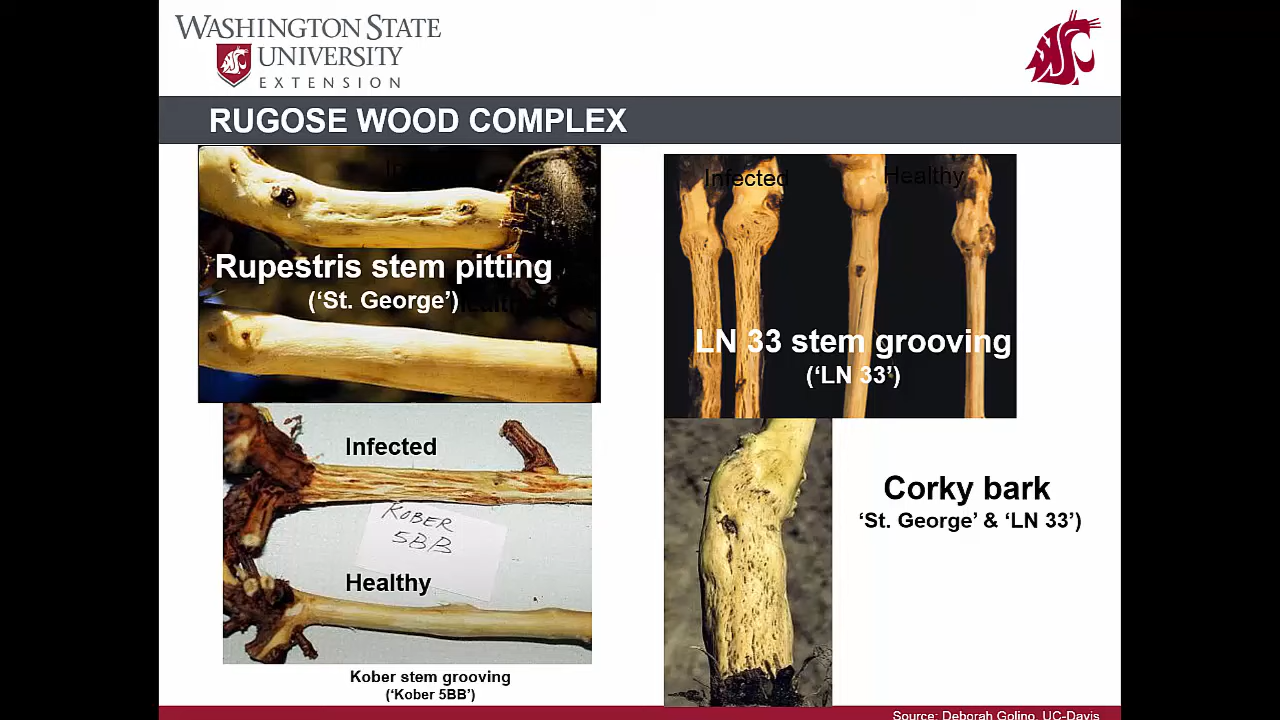 WASHINGTON STATE
UNIVERSITY
EXTENSION
RUGOSE WOOD COMPLEX
Rupestris stem pitting
(‘St. George’)
Infected
Healthy
LN 33 stem grooving
(‘LN 33’)
Infected
KOBER
5BB
Healthy
Kober stem grooving
(‘Kober 5BB’)
Corky bark
‘St. George’ & ‘LN 33’)
Source: Deborah Golino, UC-Davis